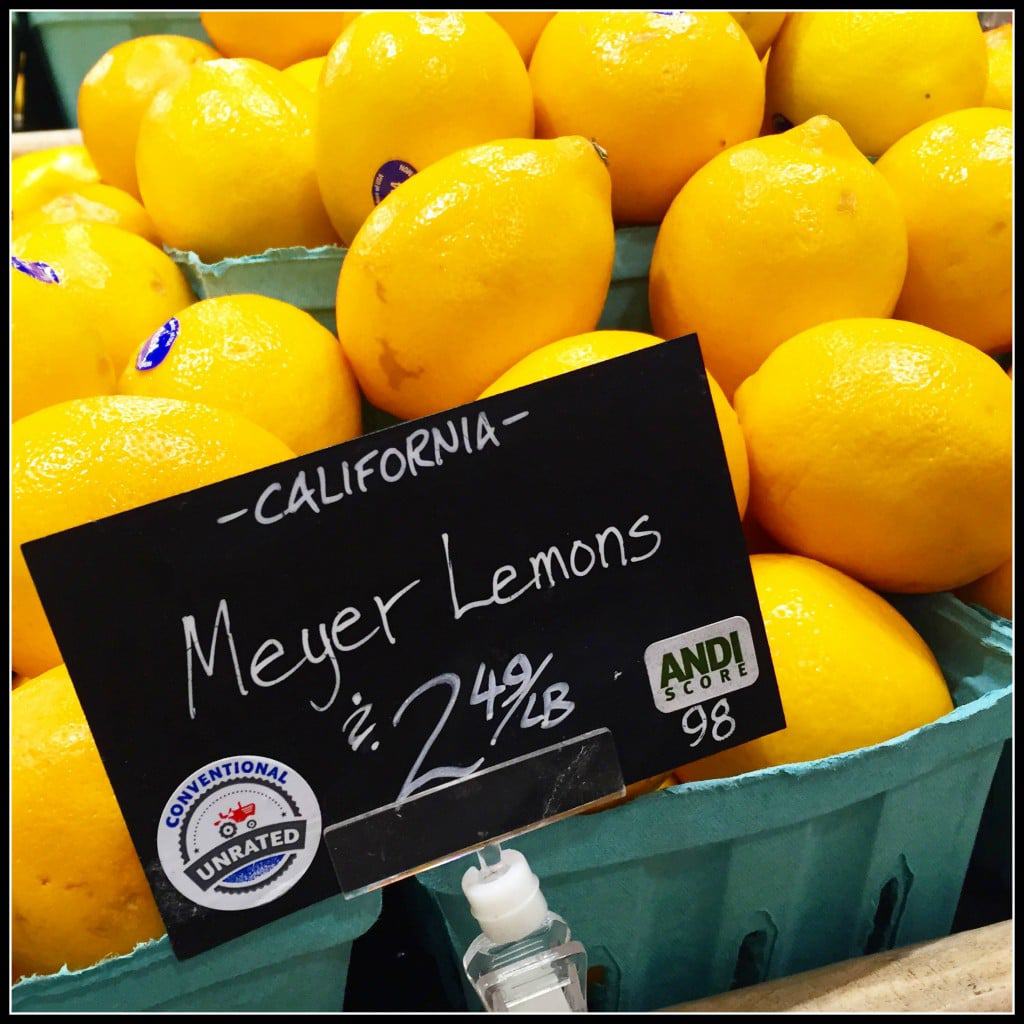 -CALIFORNIA-
Meyer Lemons
$2.49/LB
ANDI
SCORE
98
CONVENTIONAL
UNRATED